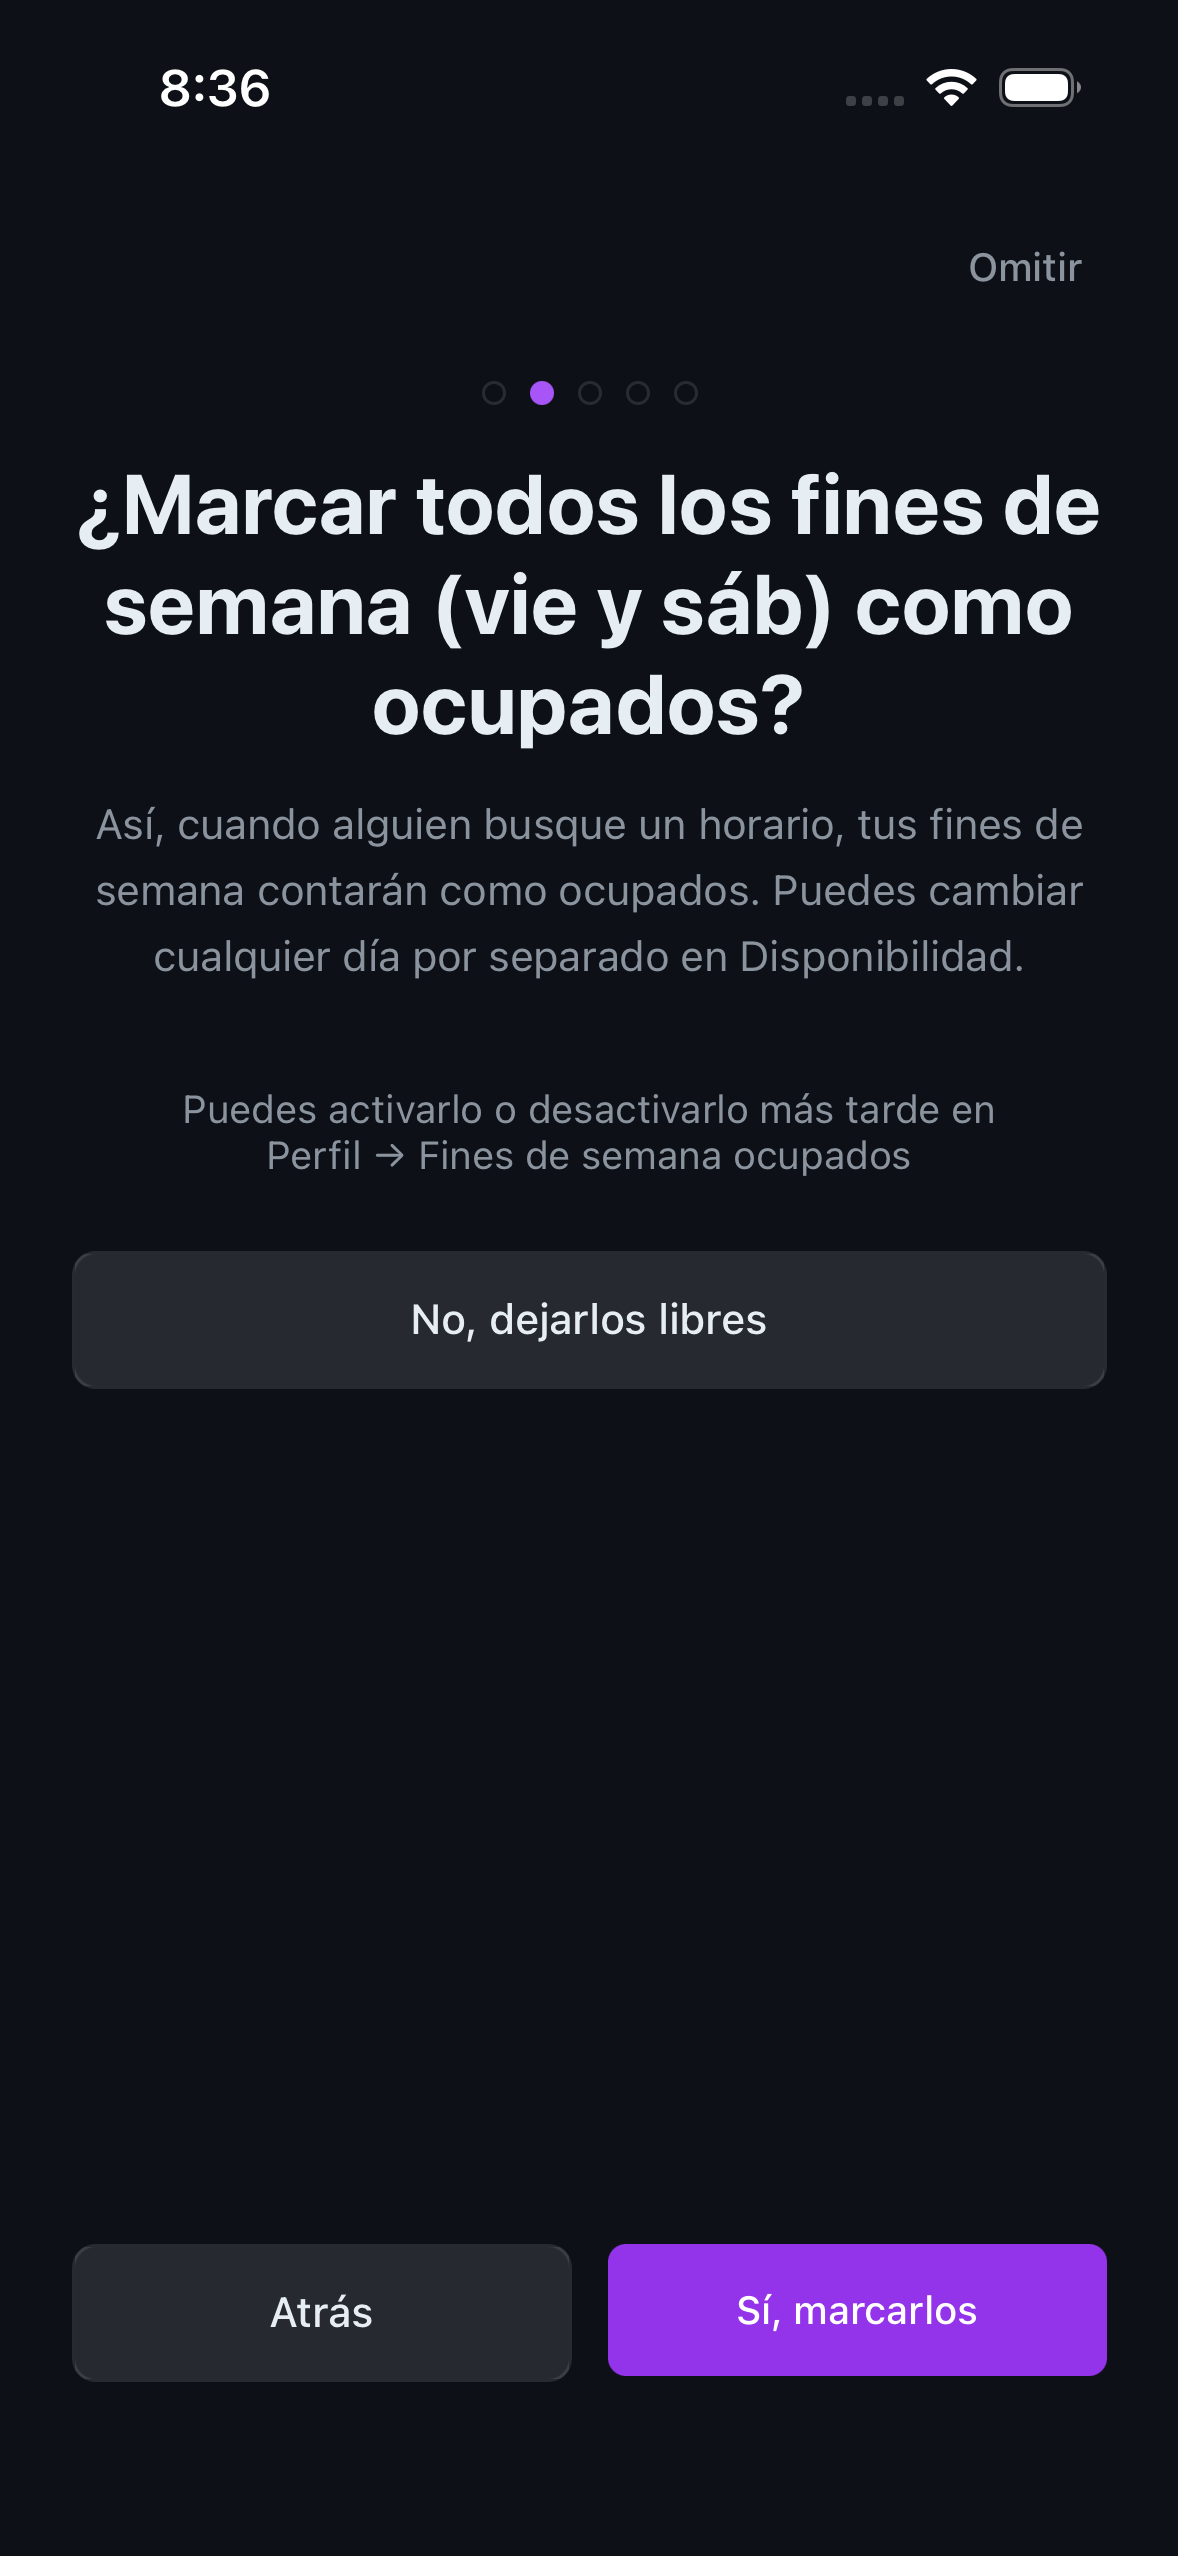 8:36
Omitir
¿Marcar todos los fines de
semana (vie y sáb) como
ocupados?
Así, cuando alguien busque un horario, tus fines de
semana contarán como ocupados. Puedes cambiar
cualquier día por separado en Disponibilidad.
Puedes activarlo o desactivarlo más tarde en
Perfil → Fines de semana ocupados
No, dejarlos libres
Atrás
Sí, marcarlos